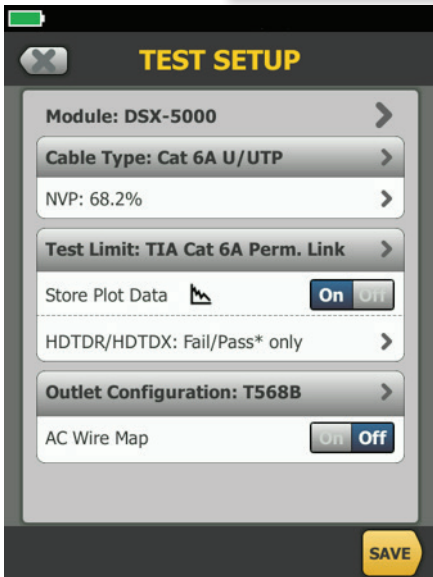 TEST SETUP
Module: DSX-5000
Cable Type: Cat 6A U/UTP
NVP: 68.2%
Test Limit: TIA Cat 6A Perm. Link
Store Plot Data On Off
HDTDR/HDTDX: Fail/Pass* only
Outlet Configuration: T568B
AC Wire Map On Off
SAVE